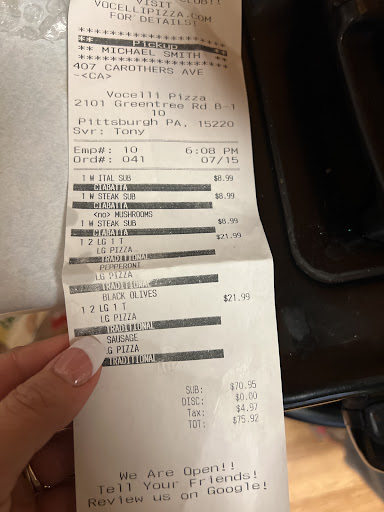 CLUB!!
VISIT
VOCELLIPIZZA.COM
FOR DETAILS!
********************
** Pickup **
** MICHAEL SMITH **
********************
407 CAROTHERS AVE
~<CA>
Vocelli Pizza
2101 Greentree Rd B-1
10
Pittsburgh PA, 15220
Svr: Tony
Emp#: 10 6:08 PM
Ord#: 041 07/15
1 W ITAL SUB $8.99
CIABATTA
1 W STEAK SUB $8.99
CIABATTA
<no> MUSHROOMS
1 W STEAK SUB $8.99
CIABATTA
1 2 LG 1 T $21.99
LG PIZZA
TRADITIONAL
PEPPERONI
LG PIZZA
TRADITIONAL
BLACK OLIVES
1 2 LG 1 T $21.99
LG PIZZA
TRADITIONAL
SAUSAGE
LG PIZZA
TRADITIONAL
SUB: $70.95
DISC: $0.00
Tax: $4.97
TOT: $75.92
We Are Open!!
Tell Your Friends!
Review us on Google!